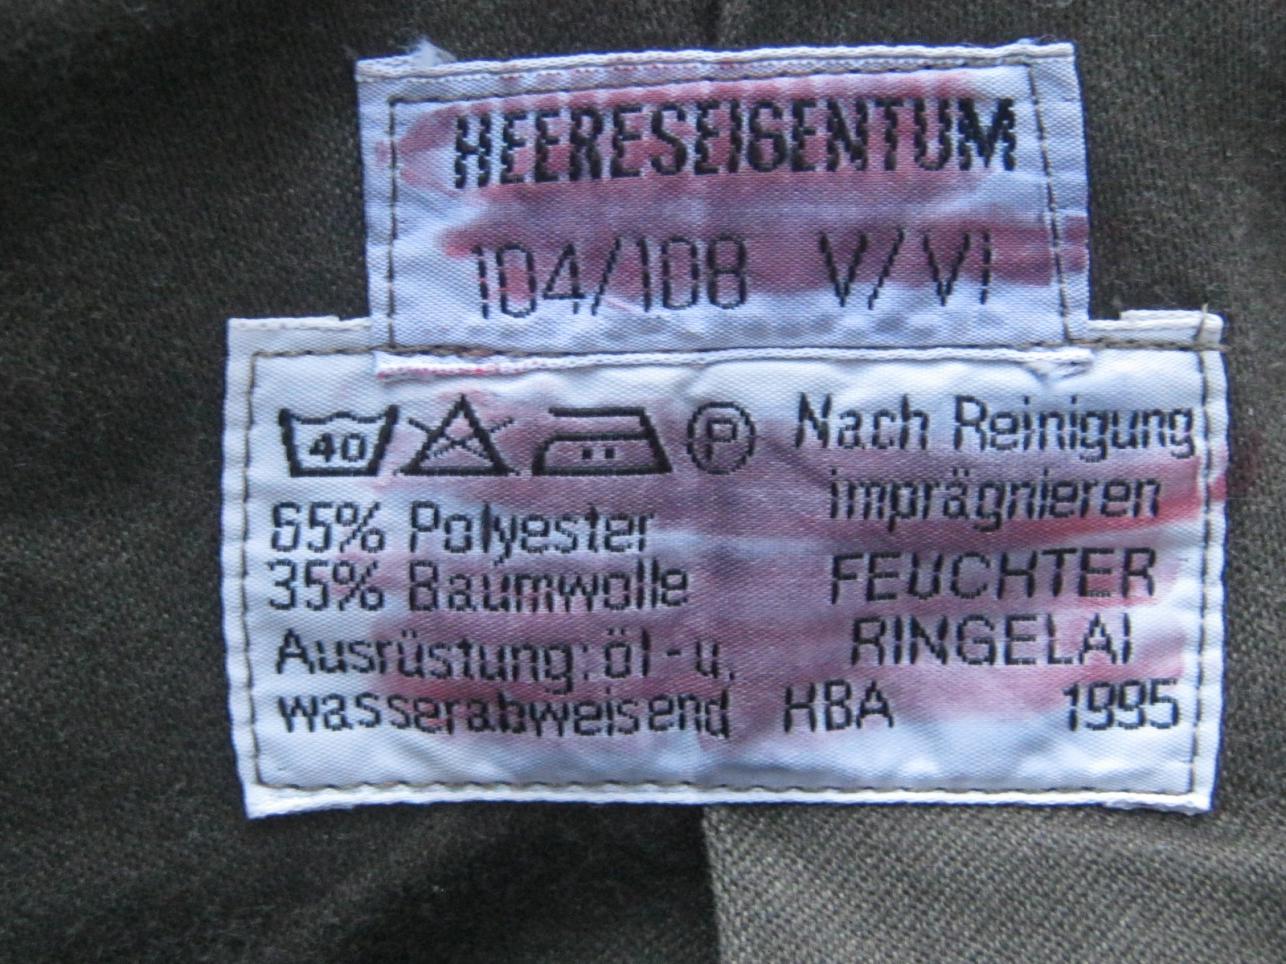 HEERESEIGENTUM
104/108 V/VI
40 P Nach Reinigung
imprägnieren
65% Polyester
35% Baumwolle
FEUCHTER
RINGELAI
Ausrüstung: öl - u.
wasserabweisend
HBA 1995